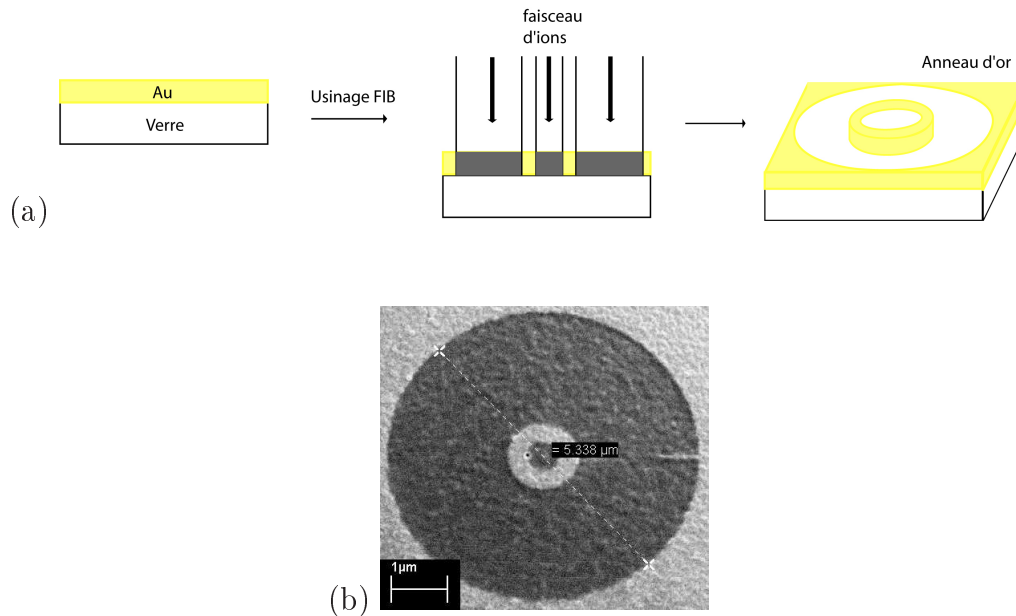 faisceau
d'ions
Anneau d'or
Au
Usinage FIB
Verre
(a)
= 5.338 µm
1µm
(b)